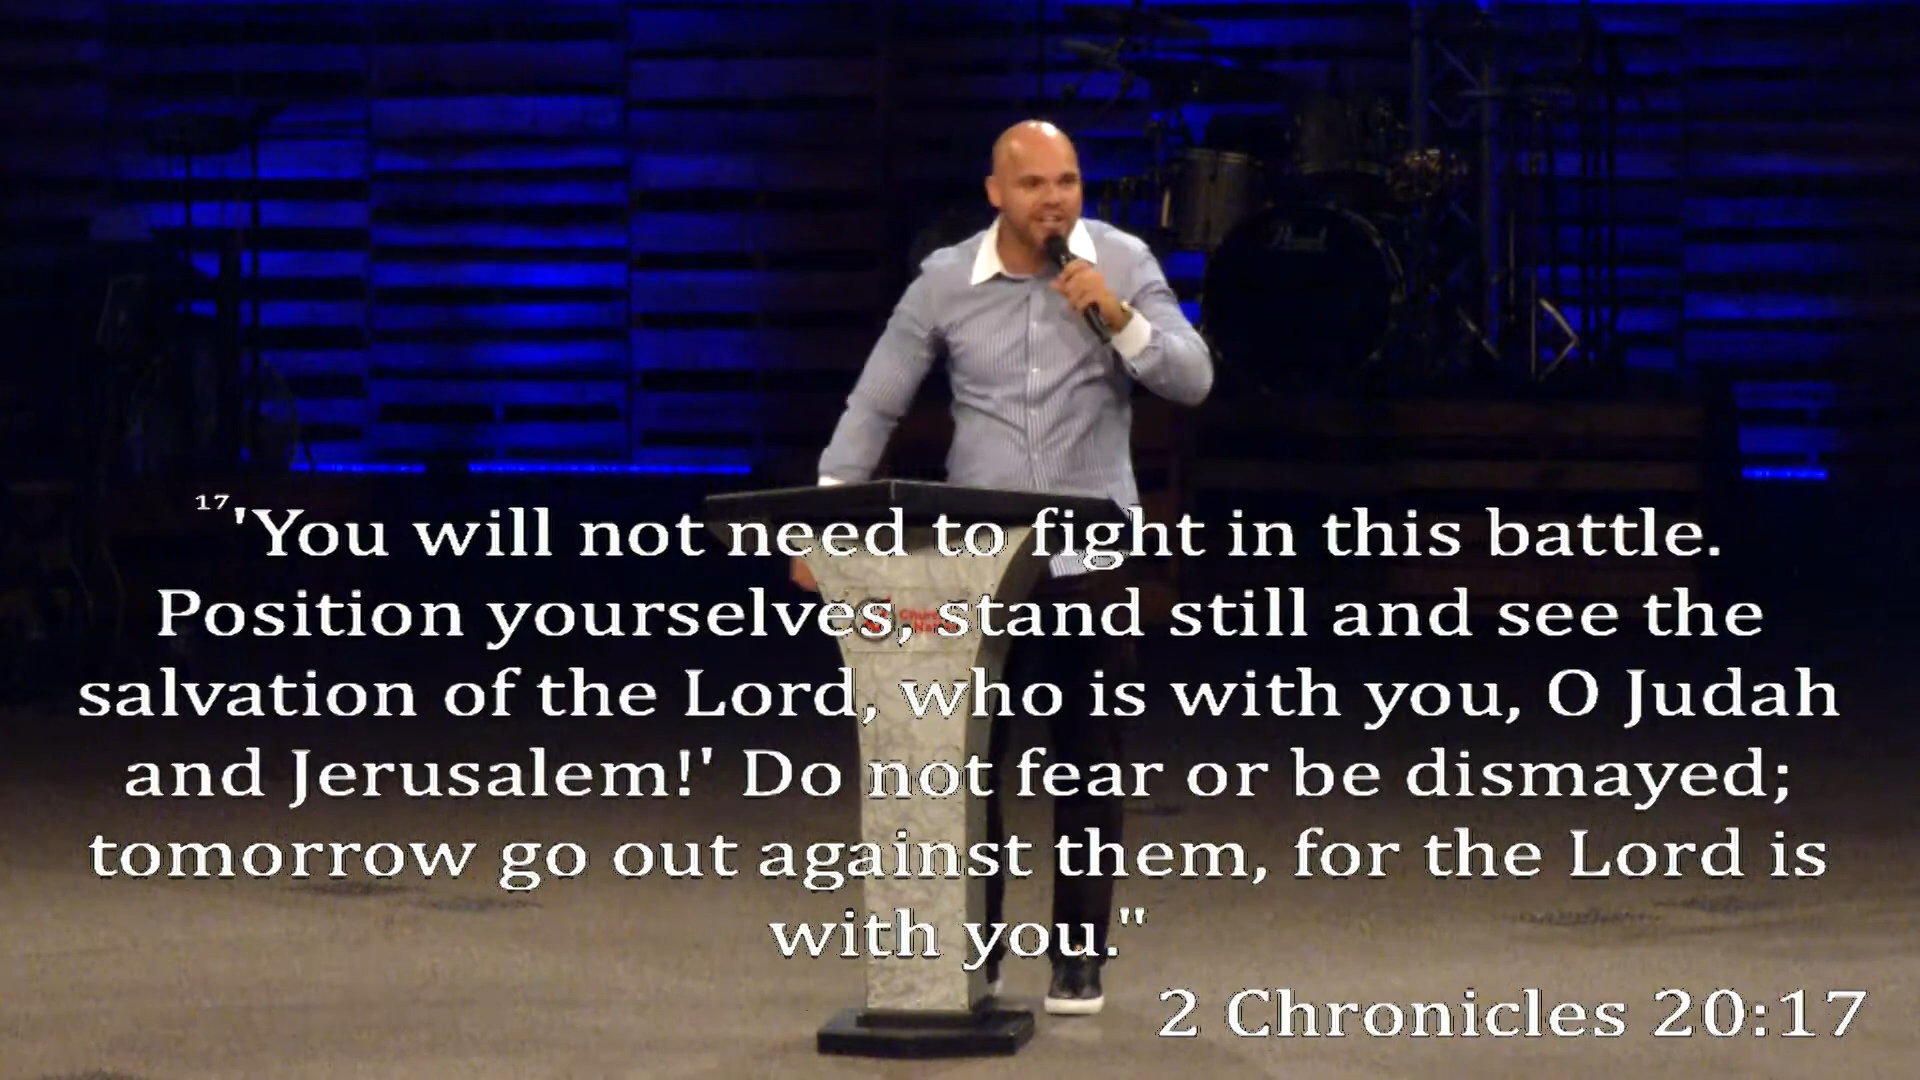 Pearl
17'You will not need to fight in this battle.
Position yourselves, stand still and see the
salvation of the Lord, who is with you, O Judah
and Jerusalem!' Do not fear or be dismayed;
tomorrow go out against them, for the Lord is
with you."
2 Chronicles 20:17